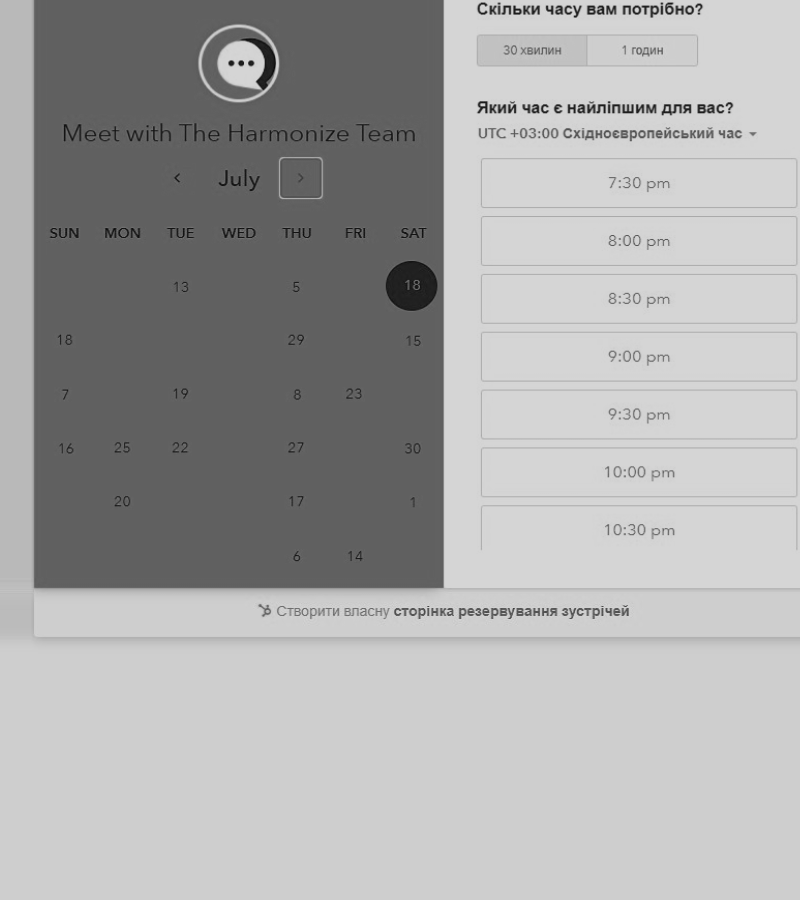 Скільки часу вам потрібно?
30 хвилин 1 годин
Meet with The Harmonize Team
July
SUN MON TUE WED THU FRI SAT
13 5 18
18 29 15
7 19 8 23
16 25 22 27 30
20 17 1
6 14
Який час є найліпшим для вас?
UTC +03:00 Східноєвропейський час
7:30 pm
8:00 pm
8:30 pm
9:00 pm
9:30 pm
10:00 pm
10:30 pm
Створити власну сторінка резервування зустрічей